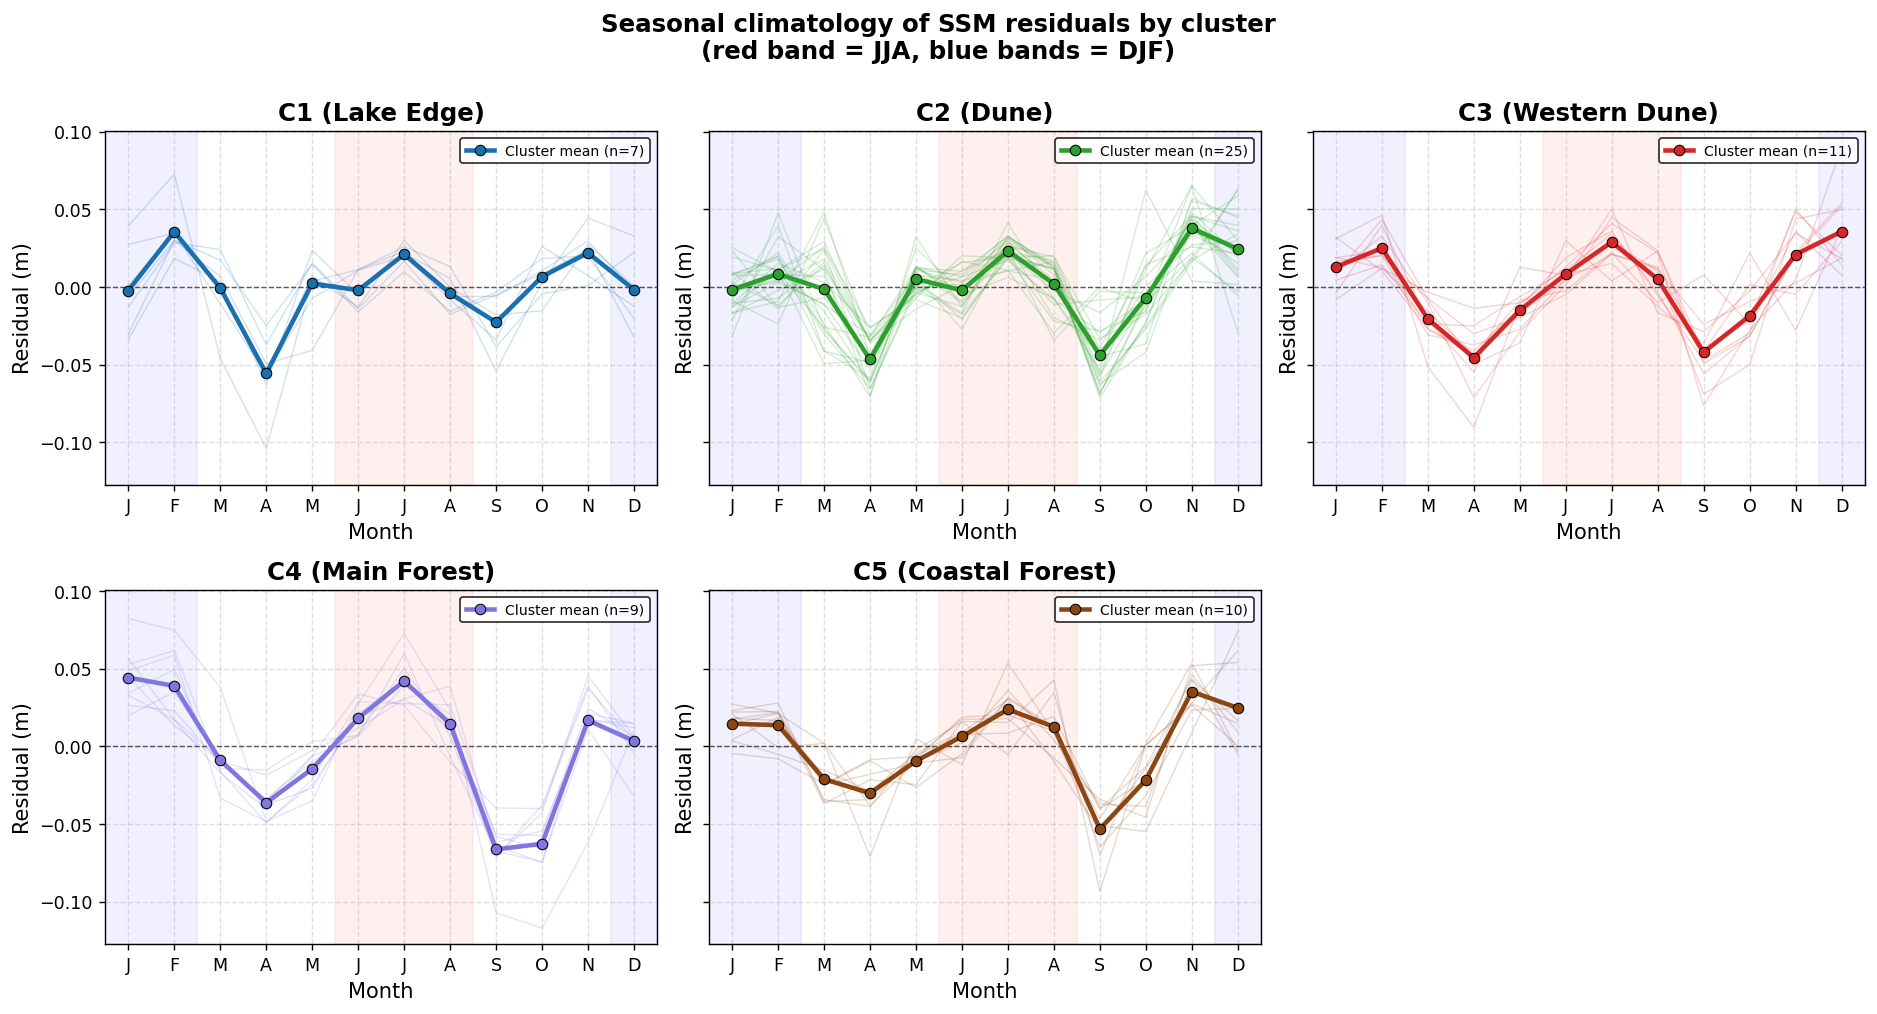 Seasonal climatology of SSM residuals by cluster
(red band = JJA, blue bands = DJF)
C1 (Lake Edge)
Cluster mean (n=7)
0.10
0.05
0.00
−0.05
−0.10
Residual (m)
J F M A M J J A S O N D
Month
C2 (Dune)
Cluster mean (n=25)
Residual (m)
J F M A M J J A S O N D
Month
C3 (Western Dune)
Cluster mean (n=11)
Residual (m)
J F M A M J J A S O N D
Month
C4 (Main Forest)
Cluster mean (n=9)
0.10
0.05
0.00
−0.05
−0.10
Residual (m)
J F M A M J J A S O N D
Month
C5 (Coastal Forest)
Cluster mean (n=10)
Residual (m)
J F M A M J J A S O N D
Month